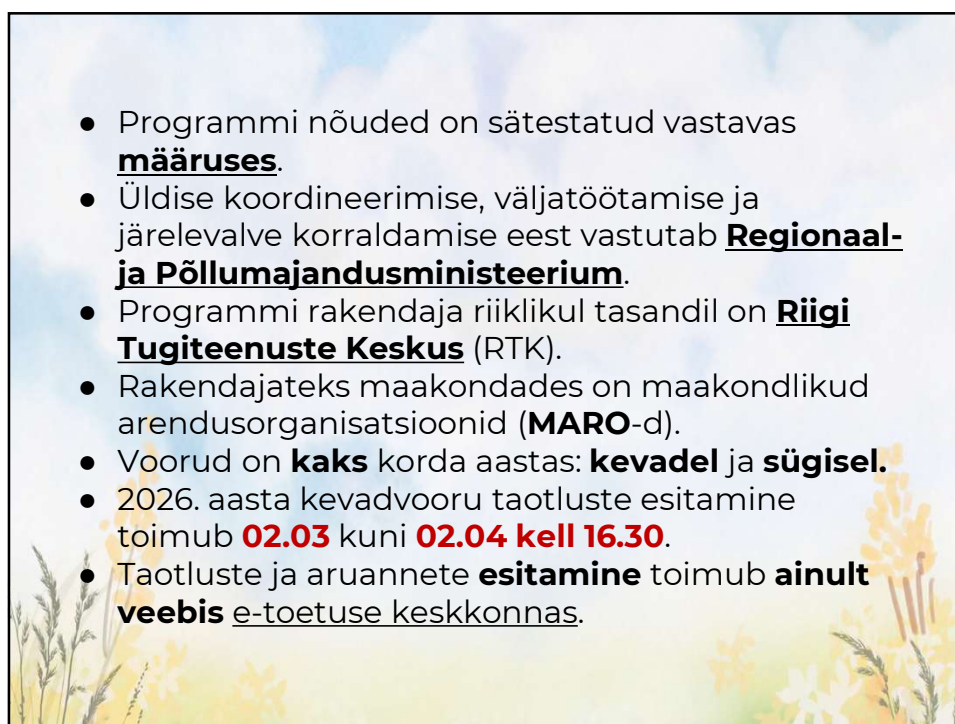 ● Programmi nõuded on sätestatud vastavas
määruses.
● Üldise koordineerimise, väljatöötamise ja
järelevalve korraldamise eest vastutab Regionaal-
ja Põllumajandusministeerium.
● Programmi rakendaja riiklikul tasandil on Riigi
Tugiteenuste Keskus (RTK).
● Rakendajateks maakondades on maakondlikud
arendusorganisatsioonid (MARO-d).
● Voorud on kaks korda aastas: kevadel ja sügisel.
● 2026. aasta kevadvooru taotluste esitamine
toimub 02.03 kuni 02.04 kell 16.30.
● Taotluste ja aruannete esitamine toimub ainult
veebis e-toetuse keskkonnas.